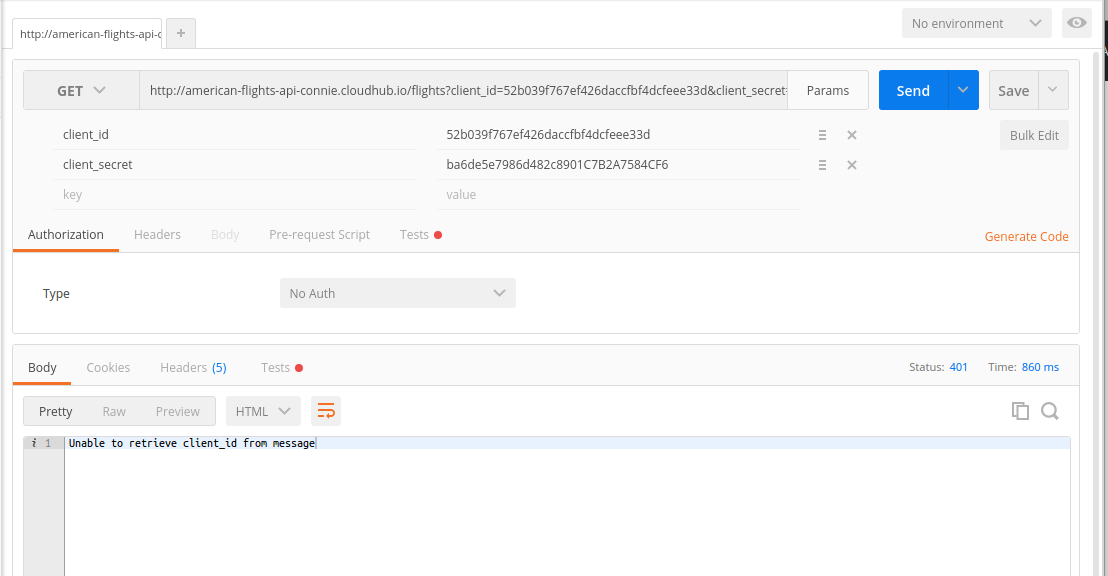 http://american-flights-api-c +
No environment
GET http://american-flights-api-connie.cloudhub.io/flights?client_id=52b039f767ef426daccfbf4dcfeee33d&client_secret= Params Send Save
client_id 52b039f767ef426daccfbf4dcfeee33d Bulk Edit
client_secret ba6de5e7986d482c8901C7B2A7584CF6
key value
Authorization Headers Body Pre-request Script Tests Generate Code
Type No Auth
Body Cookies Headers (5) Tests Status: 401 Time: 860 ms
Pretty Raw Preview HTML
i 1 Unable to retrieve client_id from message